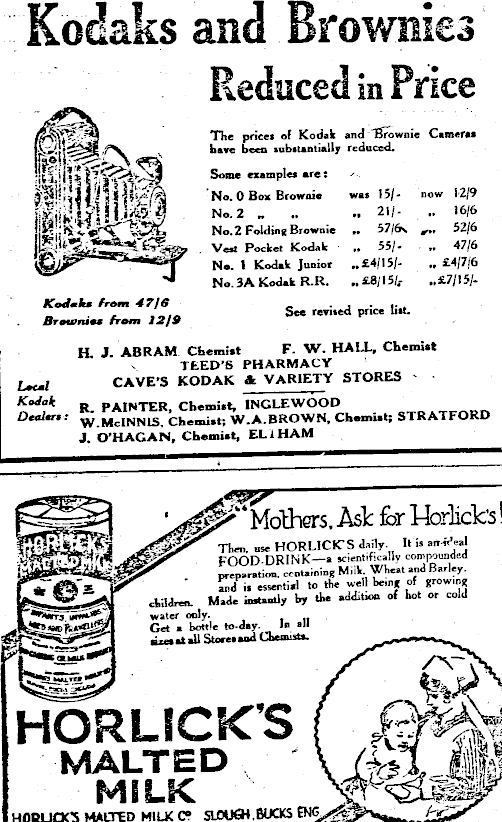 Kodaks and Brownies
Reduced in Price
The prices of Kodak and Brownie Cameras
have been substantially reduced.
Some examples are:
No. 0 Box Brownie was 15/- now 12/9
No. 2 „ „ „ 21/- „ 16/6
No. 2 Folding Brownie „ 57/6 „ 52/6
Vest Pocket Kodak „ 55/- „ 47/6
No. 1 Kodak Junior „ £4/15/- „ £4/7/6
No. 3A Kodak R.R. „ £8/15/- „ £7/15/-
Kodaks from 47/6
Brownies from 12/9
See revised price list.
Local
Kodak
Dealers:
H. J. ABRAM Chemist F. W. HALL, Chemist
TEED'S PHARMACY
CAVE'S KODAK & VARIETY STORES
R. PAINTER, Chemist, INGLEWOOD
W. McINNIS, Chemist; W.A. BROWN, Chemist; STRATFORD
J. O'HAGAN, Chemist, ELTHAM
HORLICK'S
MALTED MILK
INFANTS, INVALIDS,
AGED AND TRAVELLERS
"Mothers, Ask for Horlick's!
Then, use HORLICK'S daily. It is an ideal
FOOD-DRINK—a scientifically compounded
preparation, containing Milk, Wheat and Barley,
and is essential to the well being of growing
children. Made instantly by the addition of hot or cold
water only.
Get a bottle to-day. In all
sizes at all Stores and Chemists.
HORLICK'S
MALTED
MILK
HORLICK'S MALTED MILK Co SLOUGH, BUCKS ENG.